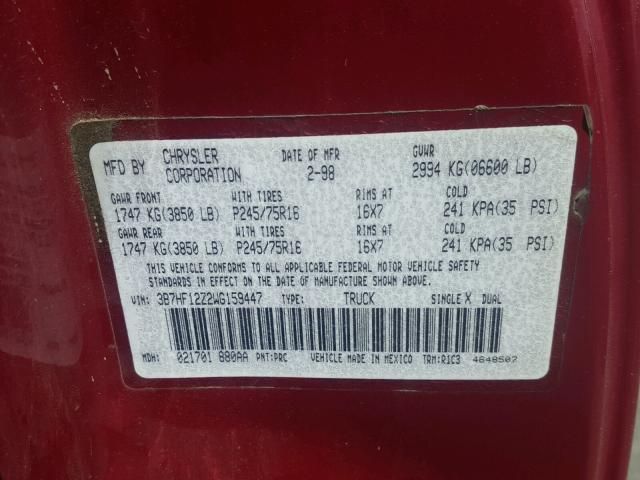 MFD BY CHRYSLER CORPORATION DATE OF MFR 2-98 GVWR 2994 KG(06600 LB)
GAWR FRONT WITH TIRES RIMS AT COLD
1747 KG(3850 LB) P245/75R16 16X7 241 KPA(35 PSI)
GAWR REAR WITH TIRES RIMS AT COLD
1747 KG(3850 LB) P245/75R16 16X7 241 KPA(35 PSI)
THIS VEHICLE CONFORMS TO ALL APPLICABLE FEDERAL MOTOR VEHICLE SAFETY
STANDARDS IN EFFECT ON THE DATE OF MANUFACTURE SHOWN ABOVE
VIN: 3B7HF12Z2WG159447 TYPE: TRUCK SINGLE X DUAL
MDH: 021701 880AA PNT:PRC VEHICLE MADE IN MEXICO TRM:R1C3 4648507